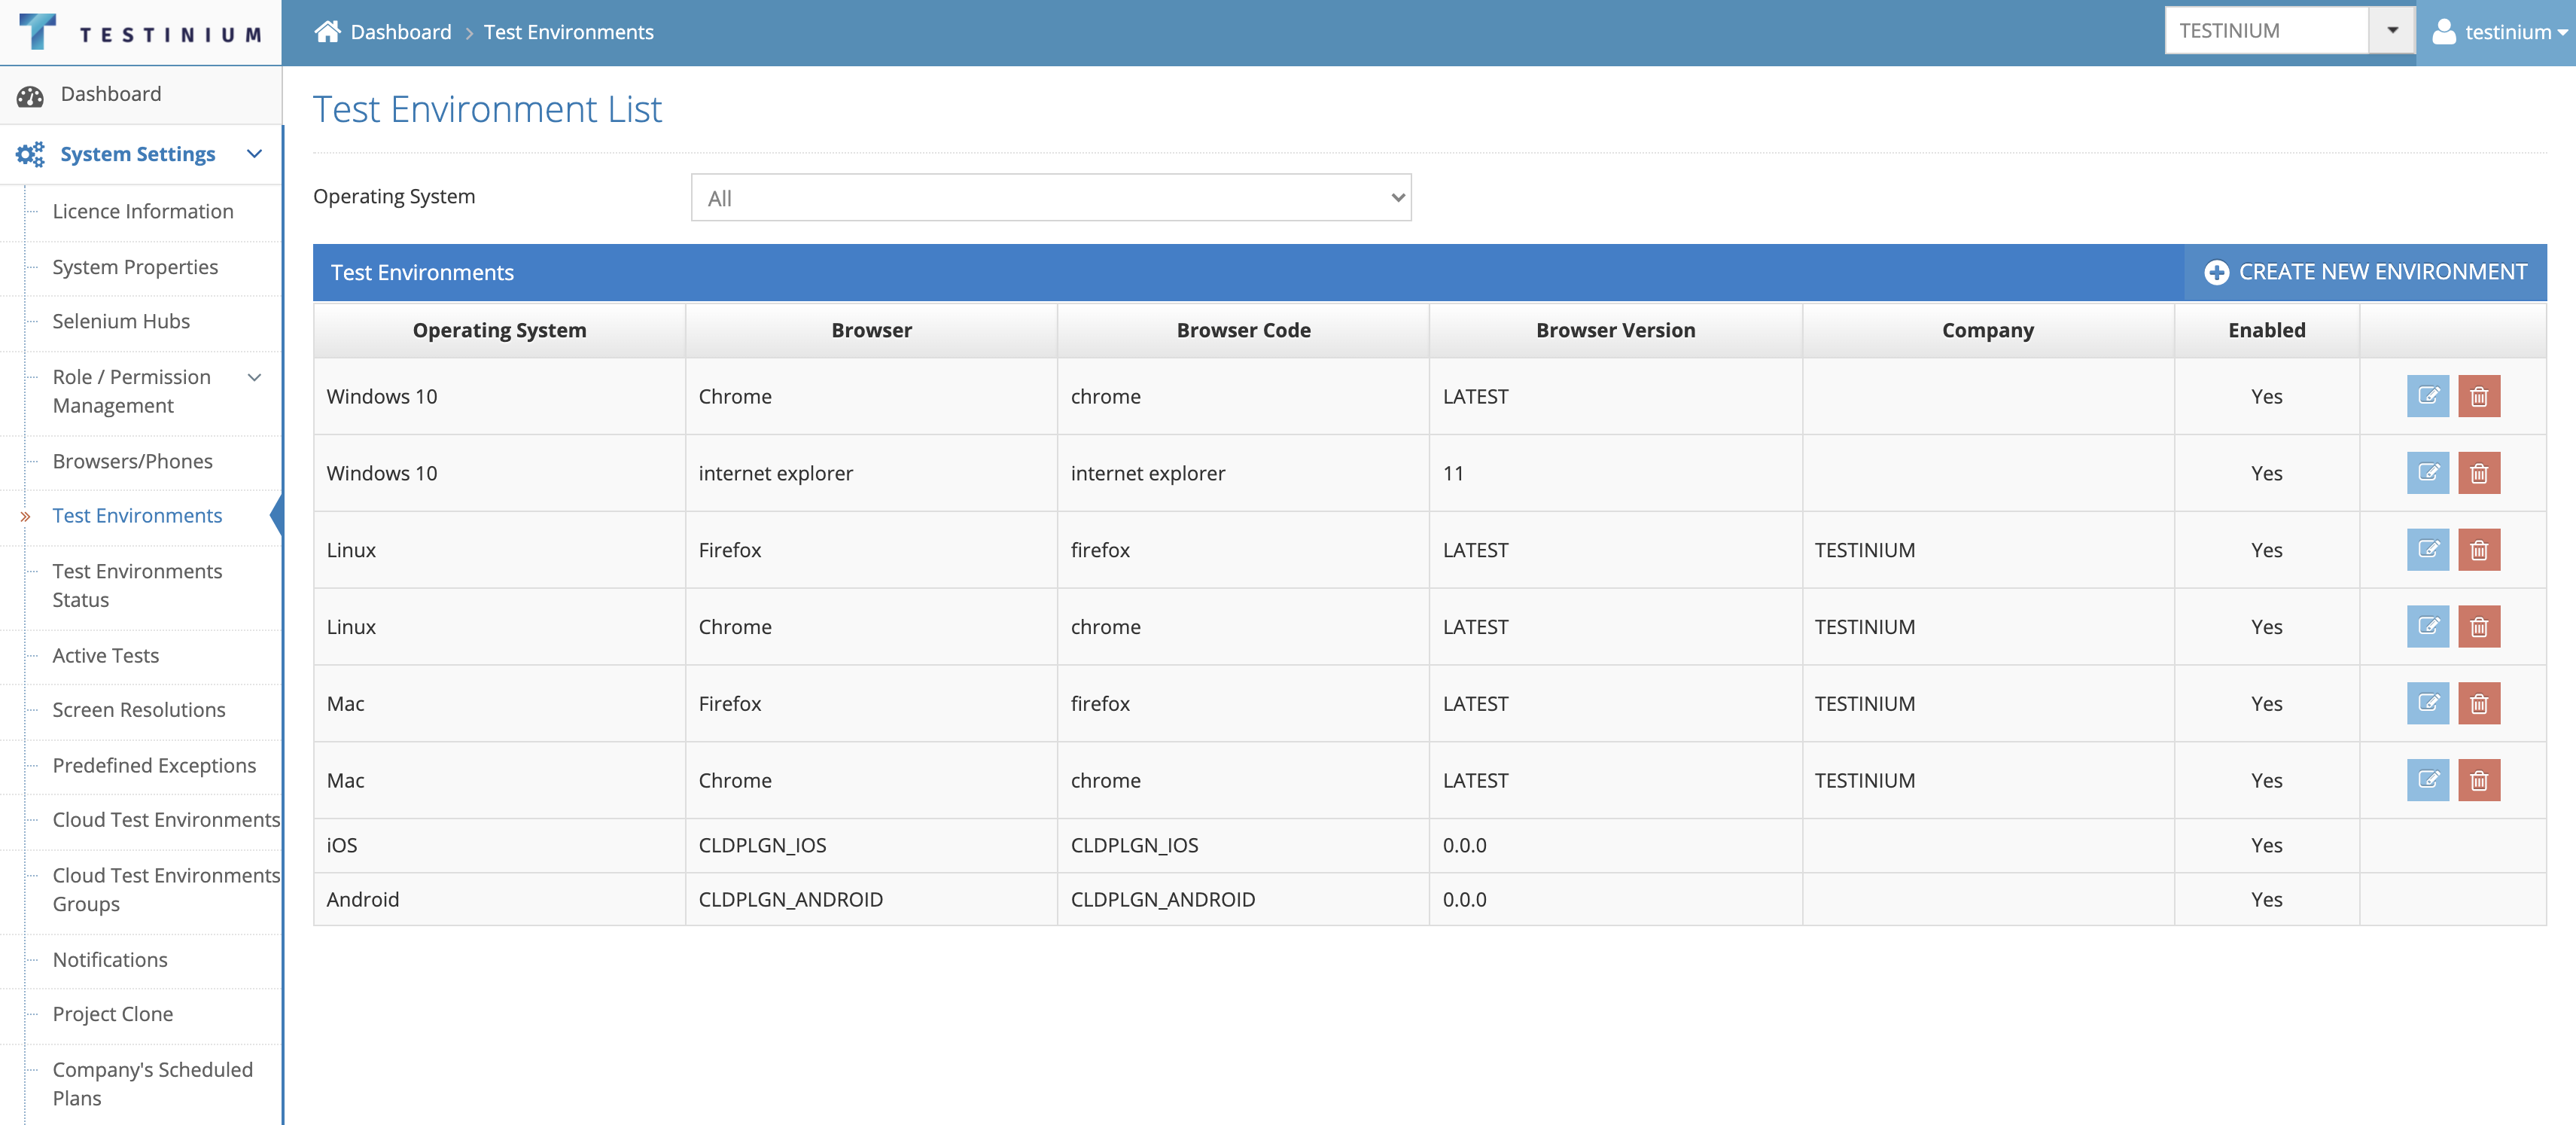 TESTINIUM
Dashboard > Test Environments
TESTINIUM
testinium
Dashboard
System Settings
Licence Information
System Properties
Selenium Hubs
Role / Permission
Management
Browsers/Phones
» Test Environments
Test Environments
Status
Active Tests
Screen Resolutions
Predefined Exceptions
Cloud Test Environments
Cloud Test Environments
Groups
Notifications
Project Clone
Company's Scheduled
Plans
Test Environment List
Operating System All
Test Environments CREATE NEW ENVIRONMENT
Operating System Browser Browser Code Browser Version Company Enabled
Windows 10 Chrome chrome LATEST Yes
Windows 10 internet explorer internet explorer 11 Yes
Linux Firefox firefox LATEST TESTINIUM Yes
Linux Chrome chrome LATEST TESTINIUM Yes
Mac Firefox firefox LATEST TESTINIUM Yes
Mac Chrome chrome LATEST TESTINIUM Yes
iOS CLDPLGN_IOS CLDPLGN_IOS 0.0.0 Yes
Android CLDPLGN_ANDROID CLDPLGN_ANDROID 0.0.0 Yes